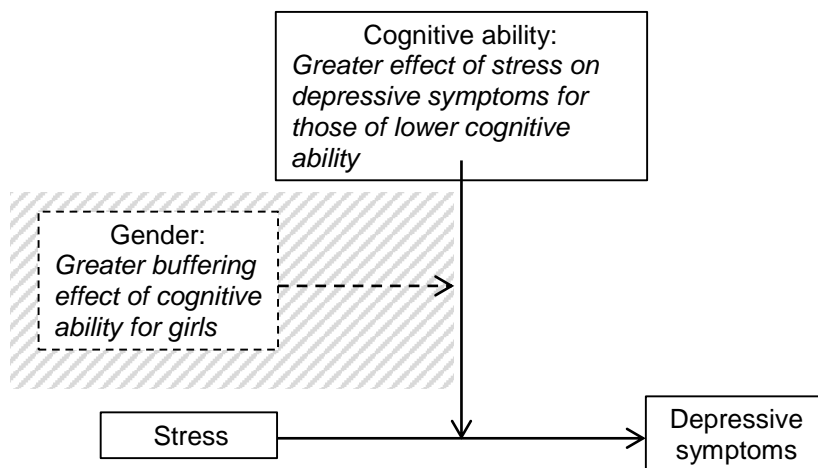 Cognitive ability:
Greater effect of stress on
depressive symptoms for
those of lower cognitive
ability
Gender:
Greater buffering
effect of cognitive
ability for girls
Stress
Depressive
symptoms